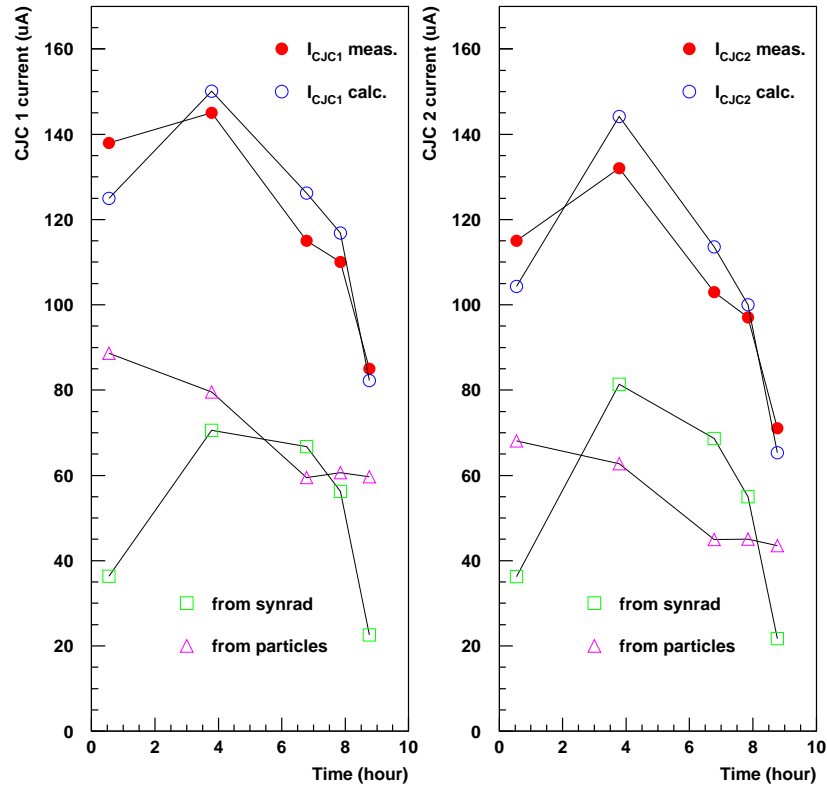 CJC 1 current (uA)
160
140
120
100
80
60
40
20
0
I_CJC1 meas.
I_CJC1 calc.
from synrad
from particles
0 2 4 6 8 10
Time (hour)
CJC 2 current (uA)
160
140
120
100
80
60
40
20
0
I_CJC2 meas.
I_CJC2 calc.
from synrad
from particles
0 2 4 6 8 10
Time (hour)